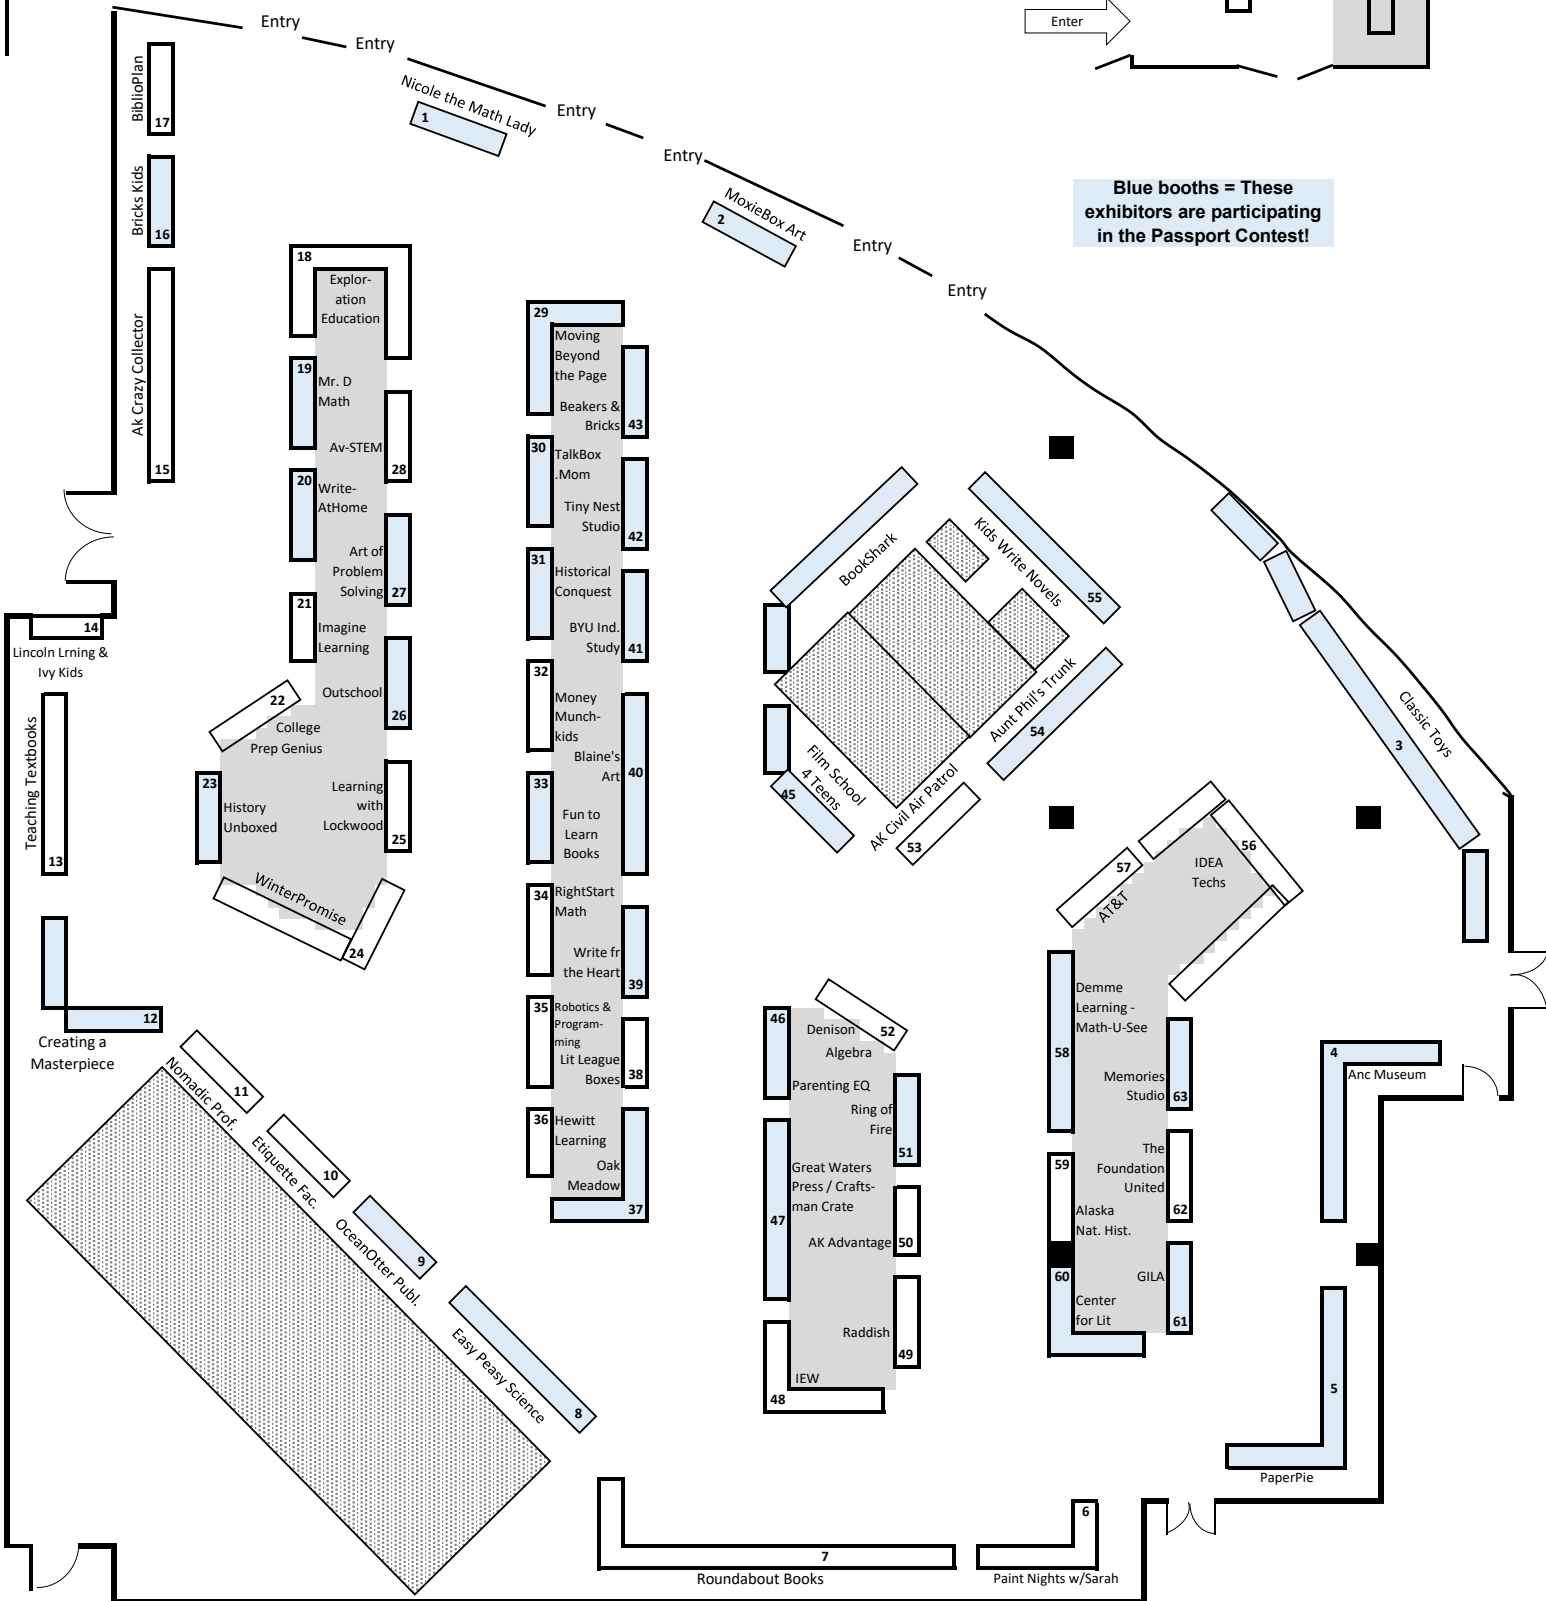 Entry
Entry
Entry
Entry
Entry
Entry
Enter
Blue booths = These
exhibitors are participating
in the Passport Contest!
BiblioPlan
17
Bricks Kids
16
Ak Crazy Collector
15
Nicole the Math Lady
1
MoxieBox Art
2
18
Explor-
ation
Education
19
Mr. D
Math
Av-STEM
28
20
Write-
AtHome
Art of
Problem
Solving
27
21
Imagine
Learning
Outschool
26
22
College
Prep Genius
23
History
Unboxed
Learning
with
Lockwood
25
WinterPromise
24
14
Lincoln Lrning &
Ivy Kids
Teaching Textbooks
13
12
Creating a
Masterpiece
Nomadic Prof.
11
Etiquette Fac.
10
OceanOtter Publ.
9
Easy Peasy Science
8
29
Moving
Beyond
the Page
Beakers &
Bricks
43
30
TalkBox
.Mom
Tiny Nest
Studio
42
31
Historical
Conquest
BYU Ind.
Study
41
32
Money
Munch-
kids
Blaine's
Art
40
33
Fun to
Learn
Books
34
RightStart
Math
Write fr
the Heart
39
35
Robotics &
Program-
ming
Lit League
Boxes
38
36
Hewitt
Learning
Oak
Meadow
37
BookShark
Kids Write Novels
55
Aunt Phil's Trunk
54
Film School
4 Teens
45
AK Civil Air Patrol
53
Classic Toys
3
56
IDEA
Techs
57
AT&T
58
Demme
Learning -
Math-U-See
Memories
Studio
63
59
The
Foundation
United
62
Alaska
Nat. Hist.
60
GILA
61
Center
for Lit
46
52
Denison
Algebra
Parenting EQ
Ring of
Fire
51
47
Great Waters
Press / Crafts-
man Crate
AK Advantage
50
Raddish
49
IEW
48
4
Anc Museum
5
PaperPie
6
Paint Nights w/Sarah
7
Roundabout Books